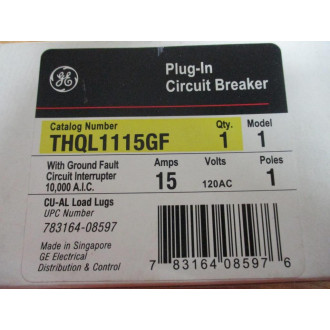 GE
Plug-In
Circuit Breaker
Catalog Number Qty. Model
THQL1115GF 1 1
With Ground Fault Amps Volts Poles
Circuit Interrupter
10,000 A.I.C. 15 120AC 1
CU-AL Load Lugs
UPC Number
783164-08597
Made in Singapore
GE Electrical
Distribution & Control
7 83164 08597 6